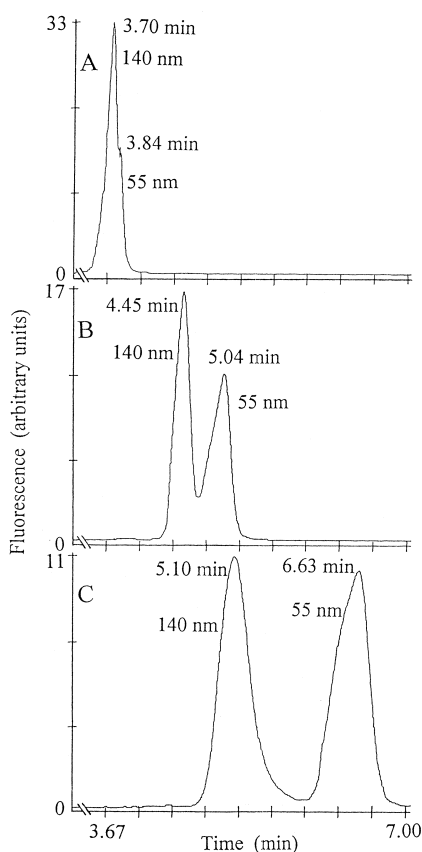 33
3.70 min
A
140 nm
3.84 min
55 nm
0
17
4.45 min
B
140 nm
5.04 min
55 nm
Fluorescence (arbitrary units)
0
11
5.10 min
6.63 min
C
140 nm
55 nm
0
3.67
7.00
Time (min)